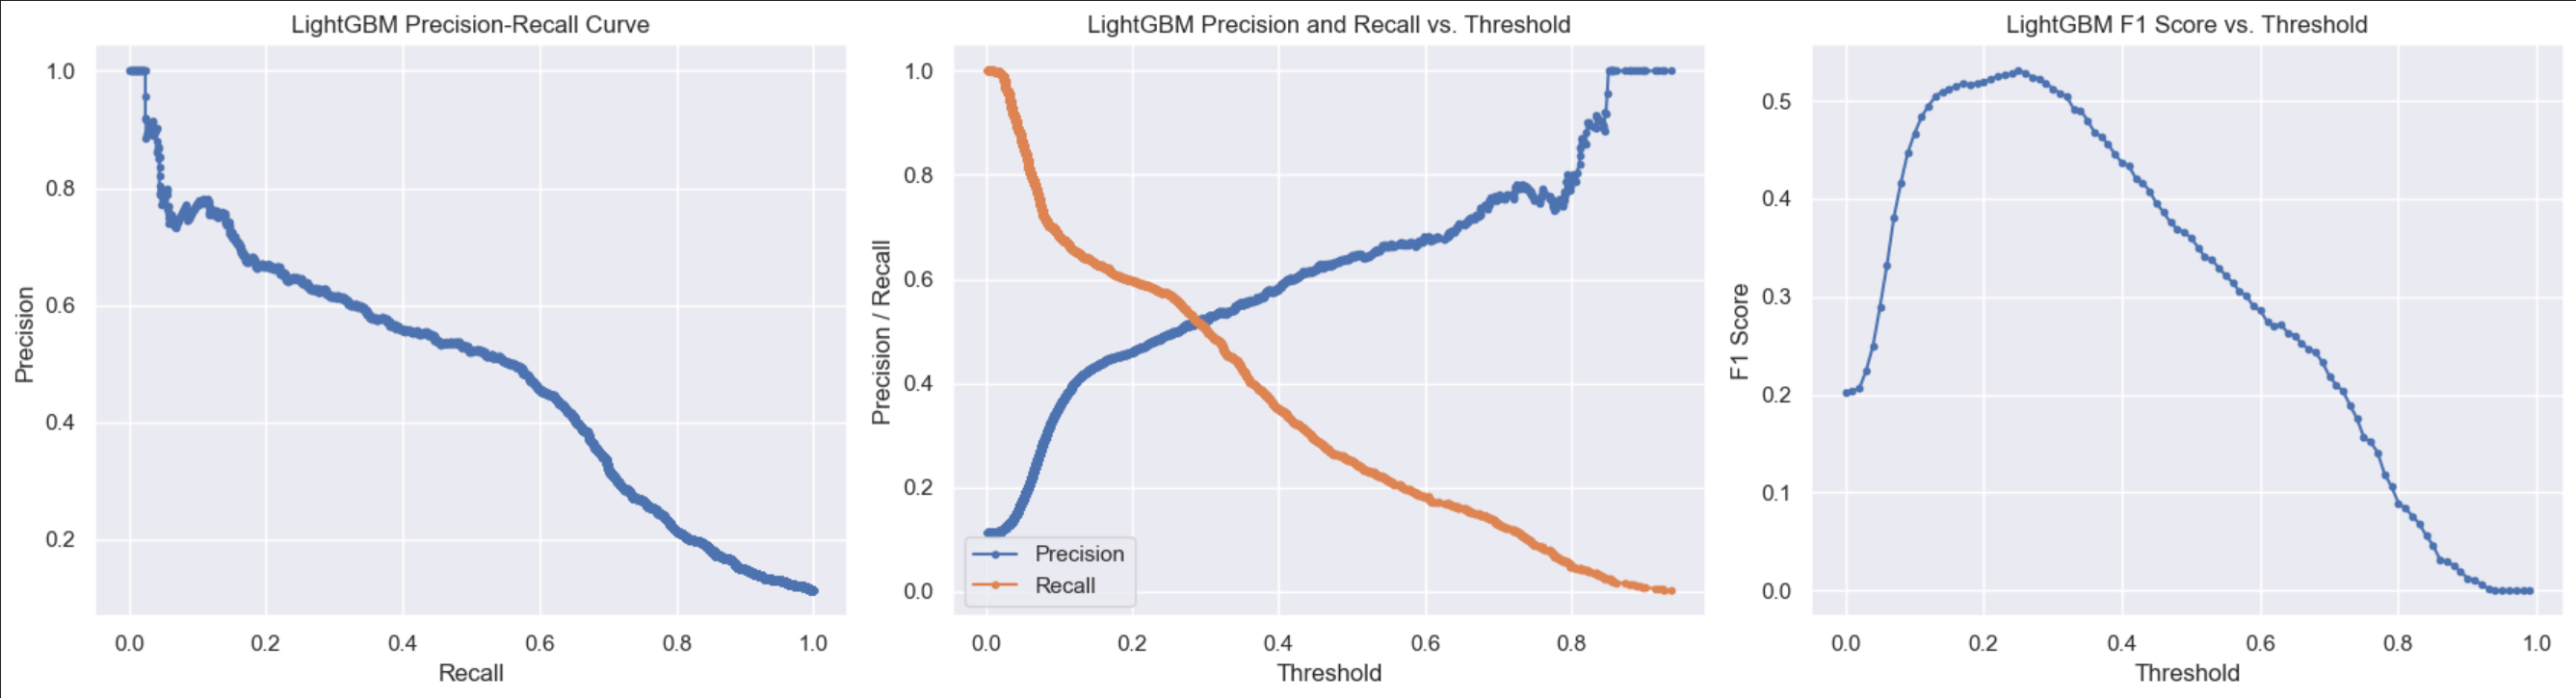 LightGBM Precision-Recall Curve
1.0
0.8
0.6
0.4
0.2
Precision
0.0 0.2 0.4 0.6 0.8 1.0
Recall
LightGBM Precision and Recall vs. Threshold
1.0
0.8
0.6
0.4
0.2
0.0
Precision / Recall
Precision
Recall
0.0 0.2 0.4 0.6 0.8
Threshold
LightGBM F1 Score vs. Threshold
0.5
0.4
0.3
0.2
0.1
0.0
F1 Score
0.0 0.2 0.4 0.6 0.8 1.0
Threshold